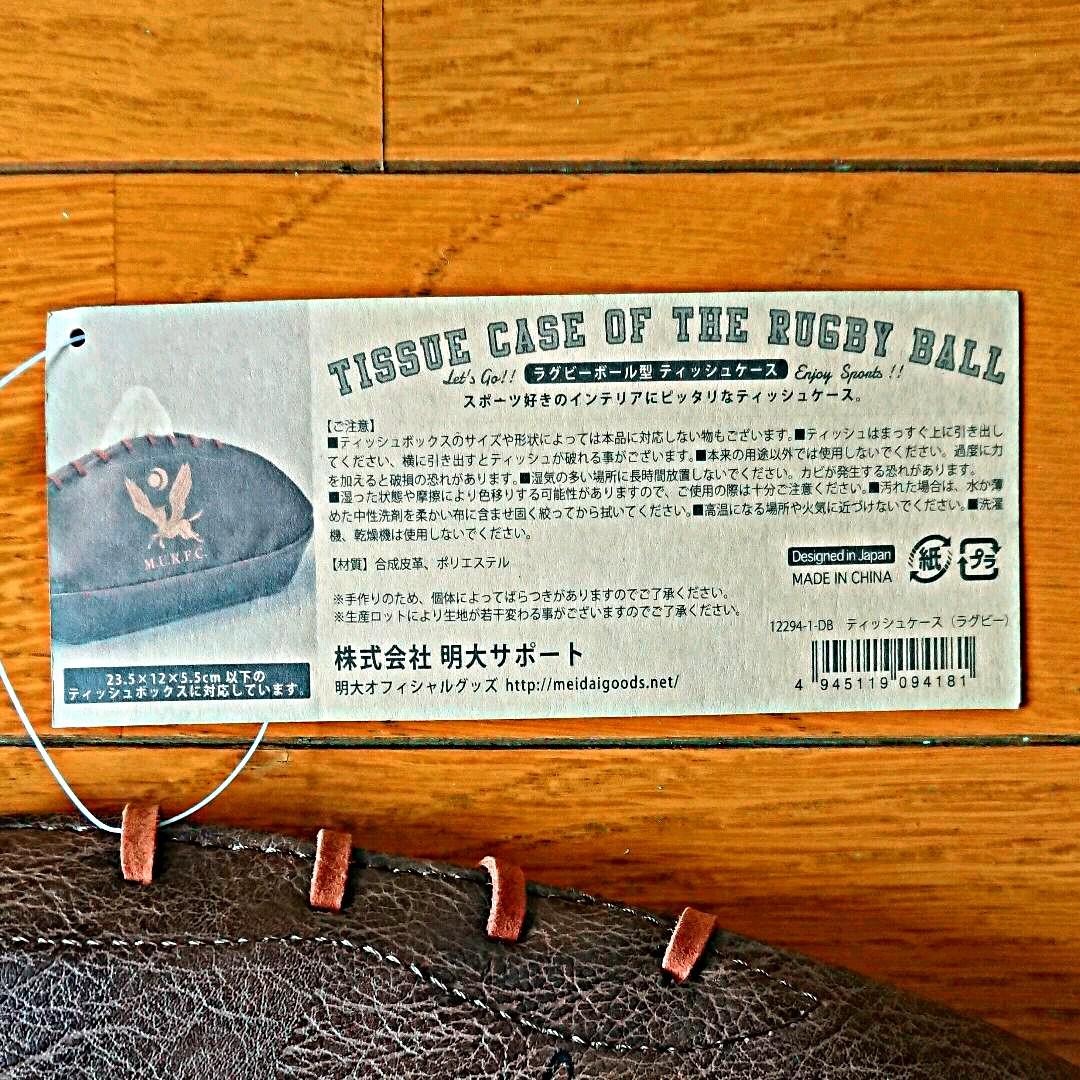 TISSUE CASE OF THE RUGBY BALL
Let's Go!! ラグビーボール型 ティッシュケース Enjoy Sports !!
スポーツ好きのインテリアにピッタリなティッシュケース。
【ご注意】
■ティッシュボックスのサイズや形状によっては本品に対応しない物もございます。■ティッシュはまっすぐ上に引き出し
てください、横に引き出すとティッシュが破れる事がございます。■本来の用途以外では使用しないでください。過度に力
を加えると破損の恐れがあります。■湿気の多い場所に長時間放置しないでください。カビが発生する恐れがあります。
■湿った状態や摩擦により色移りする可能性がありますので、ご使用の際は十分ご注意ください。■汚れた場合は、水か薄
めた中性洗剤を柔かい布に含ませ固く絞ってから拭いてください。■高温になる場所や火気に近づけないでください。■洗濯
機、乾燥機は使用しないでください。
【材質】合成皮革、ポリエステル
※手作りのため、個体によってばらつきがありますのでご了承ください。
※生産ロットにより生地が若干変わる事がございますのでご了承ください。
株式会社 明大サポート
明大オフィシャルグッズ http://meidaigoods.net/
Designed in Japan
MADE IN CHINA
紙
プラ
12294-1-DB ティッシュケース（ラグビー）
4 945119 094181
M.U.R.F.C.
23.5×12×5.5cm 以下の
ティッシュボックスに対応しています。